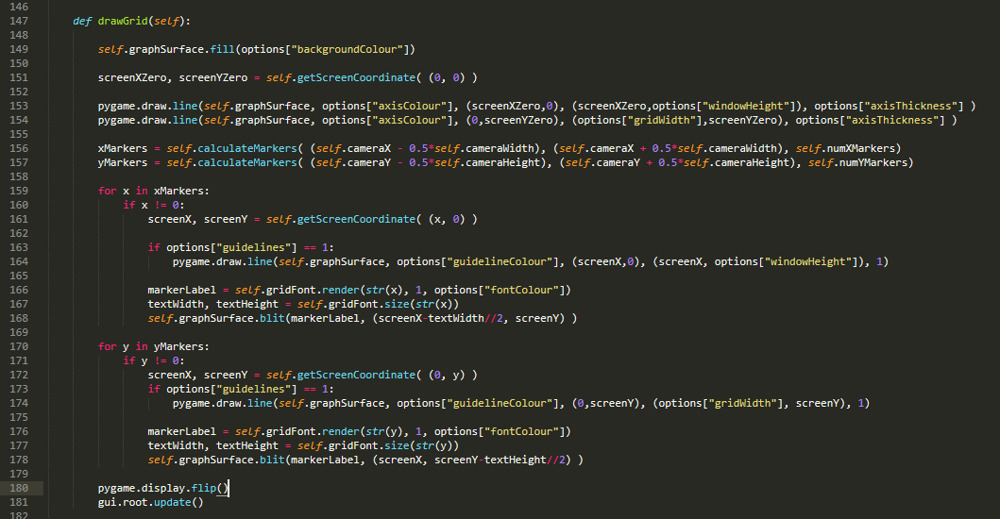 146
147 def drawGrid(self):
148
149 self.graphSurface.fill(options["backgroundColour"])
150
151 screenXZero, screenYZero = self.getScreenCoordinate( (0, 0) )
152
153 pygame.draw.line(self.graphSurface, options["axisColour"], (screenXZero,0), (screenXZero,options["windowHeight"]), options["axisThickness"] )
154 pygame.draw.line(self.graphSurface, options["axisColour"], (0,screenYZero), (options["gridWidth"],screenYZero), options["axisThickness"] )
155
156 xMarkers = self.calculateMarkers( (self.cameraX - 0.5*self.cameraWidth), (self.cameraX + 0.5*self.cameraWidth), self.numXMarkers)
157 yMarkers = self.calculateMarkers( (self.cameraY - 0.5*self.cameraHeight), (self.cameraY + 0.5*self.cameraHeight), self.numYMarkers)
158
159 for x in xMarkers:
160 if x != 0:
161 screenX, screenY = self.getScreenCoordinate( (x, 0) )
162
163 if options["guidelines"] == 1:
164 pygame.draw.line(self.graphSurface, options["guidelineColour"], (screenX,0), (screenX, options["windowHeight"]), 1)
165
166 markerLabel = self.gridFont.render(str(x), 1, options["fontColour"])
167 textWidth, textHeight = self.gridFont.size(str(x))
168 self.graphSurface.blit(markerLabel, (screenX-textWidth//2, screenY) )
169
170 for y in yMarkers:
171 if y != 0:
172 screenX, screenY = self.getScreenCoordinate( (0, y) )
173 if options["guidelines"] == 1:
174 pygame.draw.line(self.graphSurface, options["guidelineColour"], (0,screenY), (options["gridWidth"], screenY), 1)
175
176 markerLabel = self.gridFont.render(str(y), 1, options["fontColour"])
177 textWidth, textHeight = self.gridFont.size(str(y))
178 self.graphSurface.blit(markerLabel, (screenX, screenY-textHeight//2) )
179
180 pygame.display.flip()
181 gui.root.update()
182